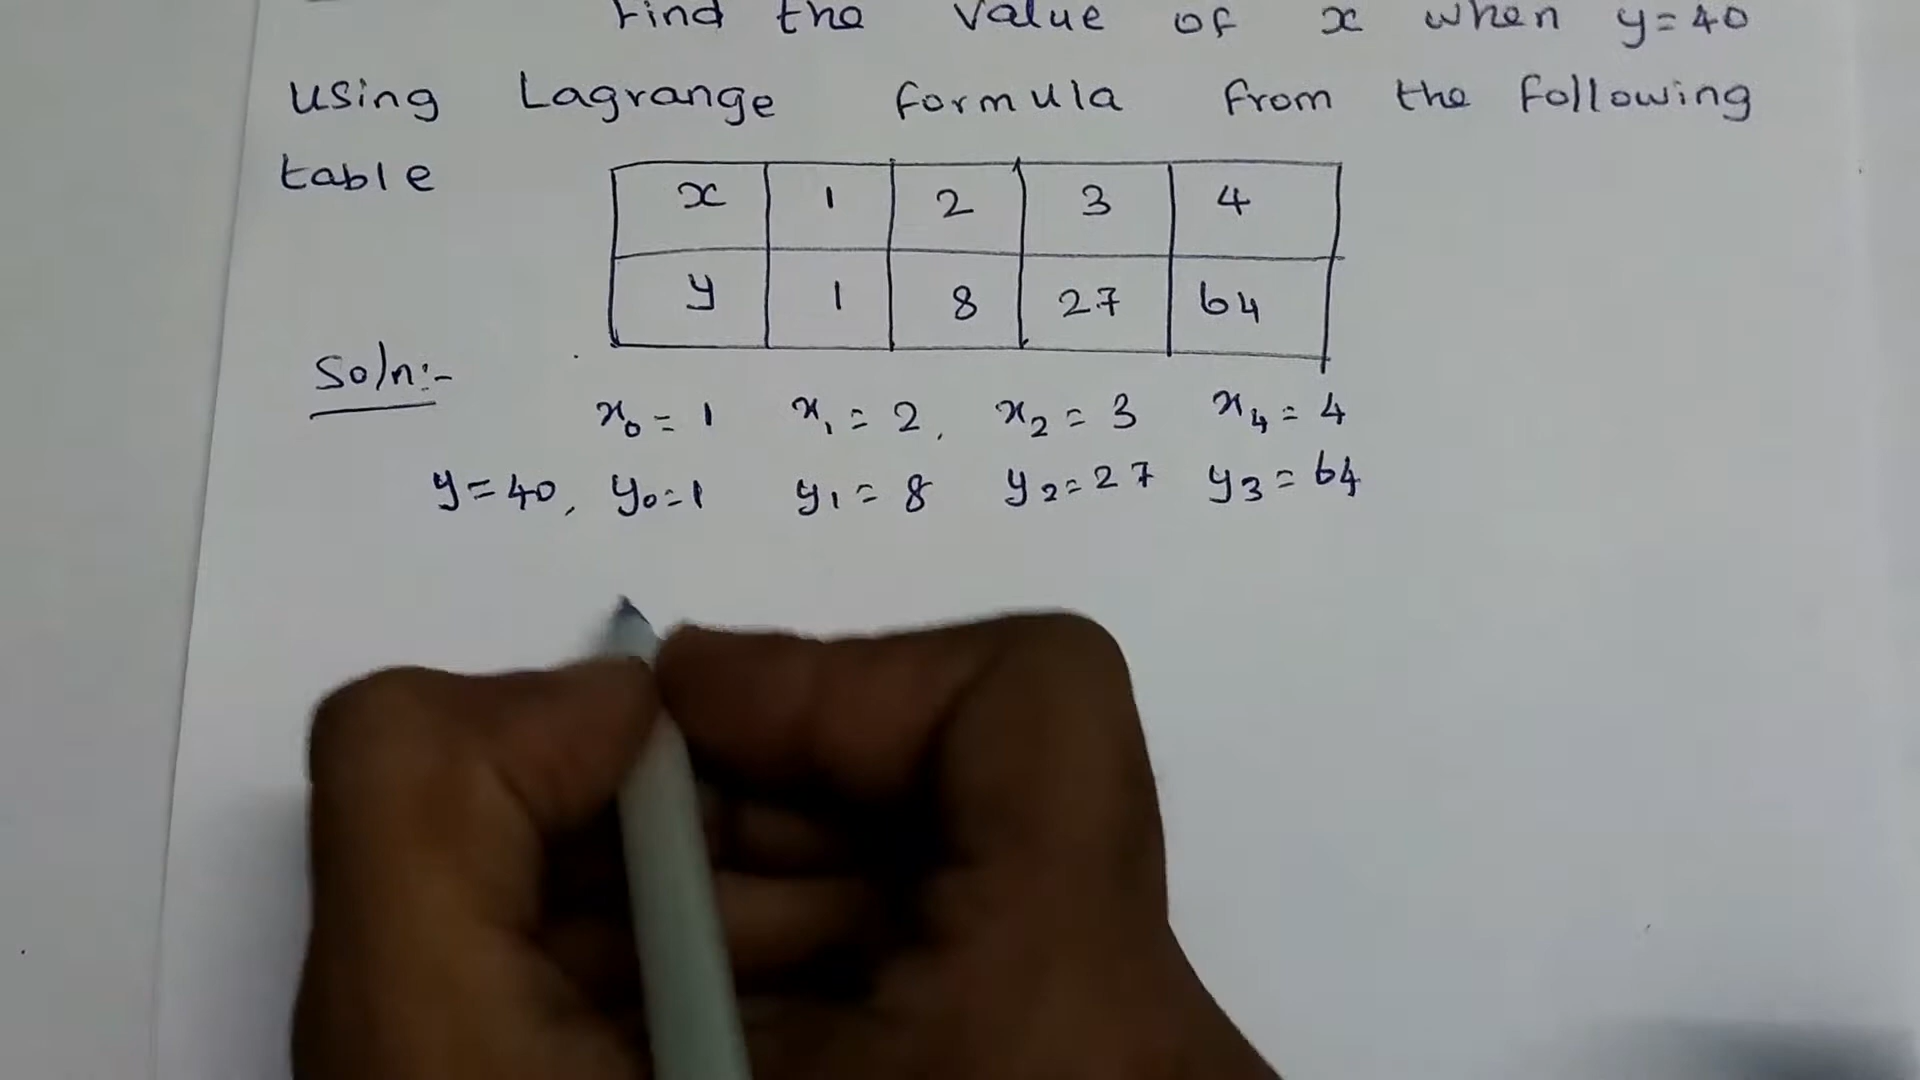 Find the value of x when y=40
using Lagrange formula from the following
table
x 1 2 3 4
y 1 8 27 64
Soln:-
x₀ = 1 x₁ = 2, x₂ = 3 x₄ = 4
y = 40, y₀ = 1 y₁ = 8 y₂ = 27 y₃ = 64